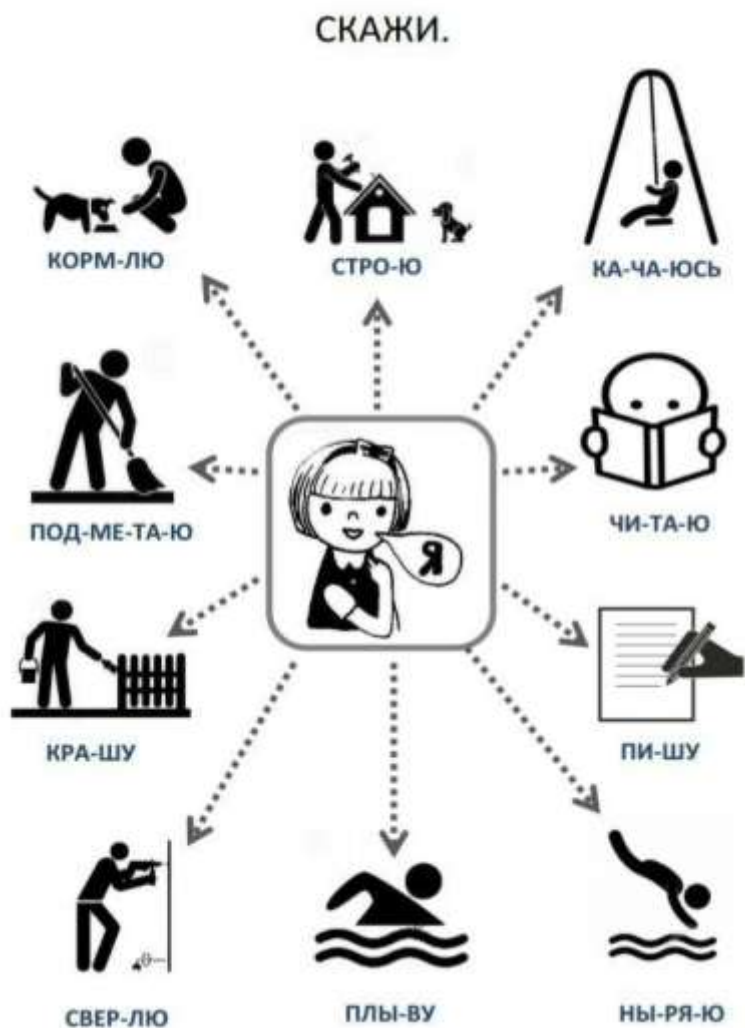 СКАЖИ.
КОРМ-ЛЮ
СТРО-Ю
КА-ЧА-ЮСЬ
ПОД-МЕ-ТА-Ю
Я
ЧИ-ТА-Ю
КРА-ШУ
ПИ-ШУ
СВЕР-ЛЮ
ПЛЫ-ВУ
НЫ-РЯ-Ю